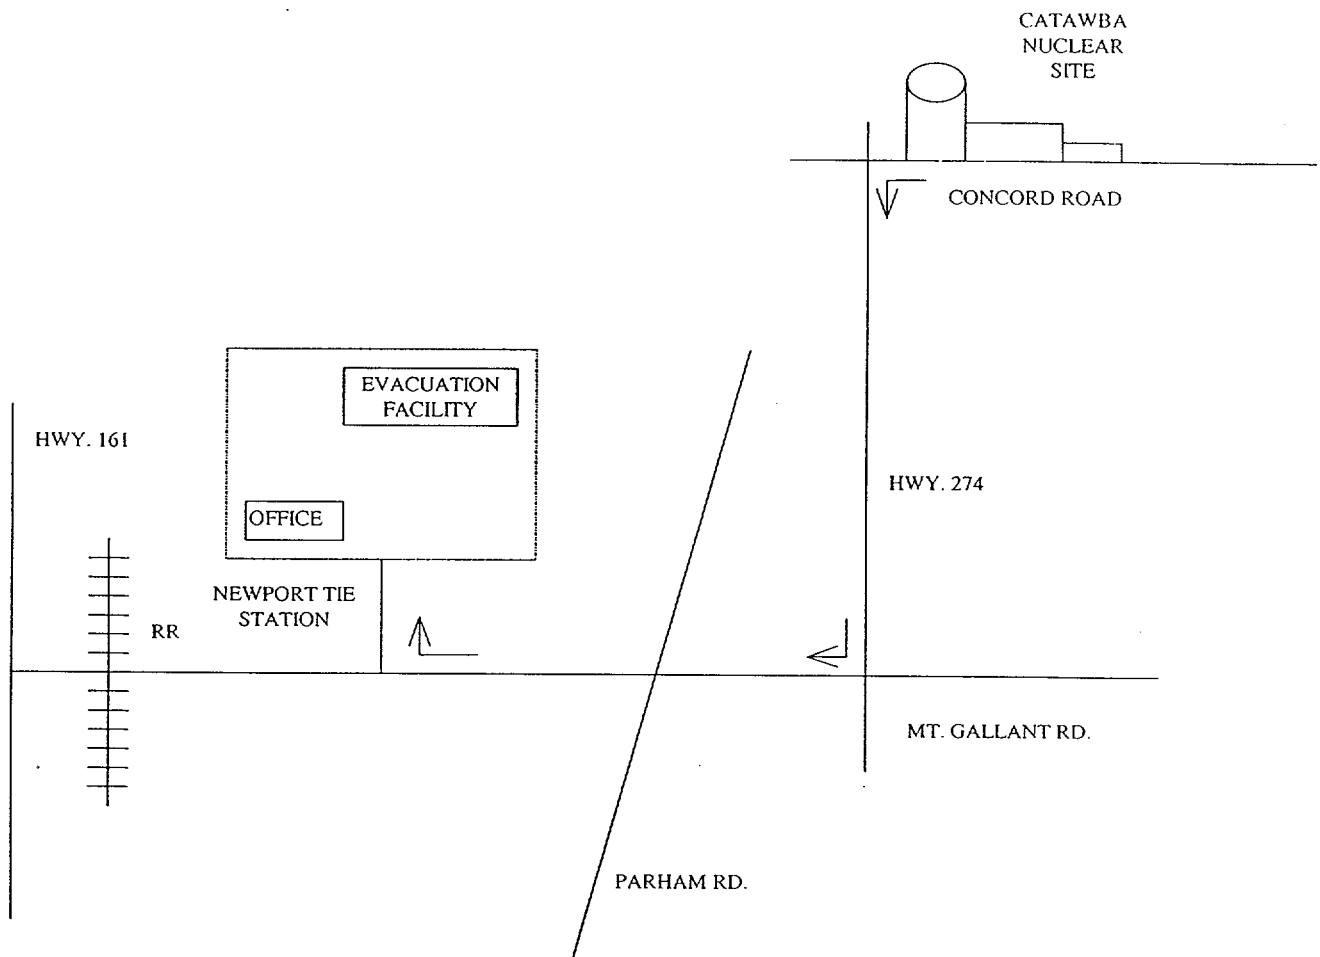 CATAWBA
NUCLEAR
SITE
CONCORD ROAD
EVACUATION
FACILITY
HWY. 161
HWY. 274
OFFICE
NEWPORT TIE
STATION
RR
MT. GALLANT RD.
PARHAM RD.